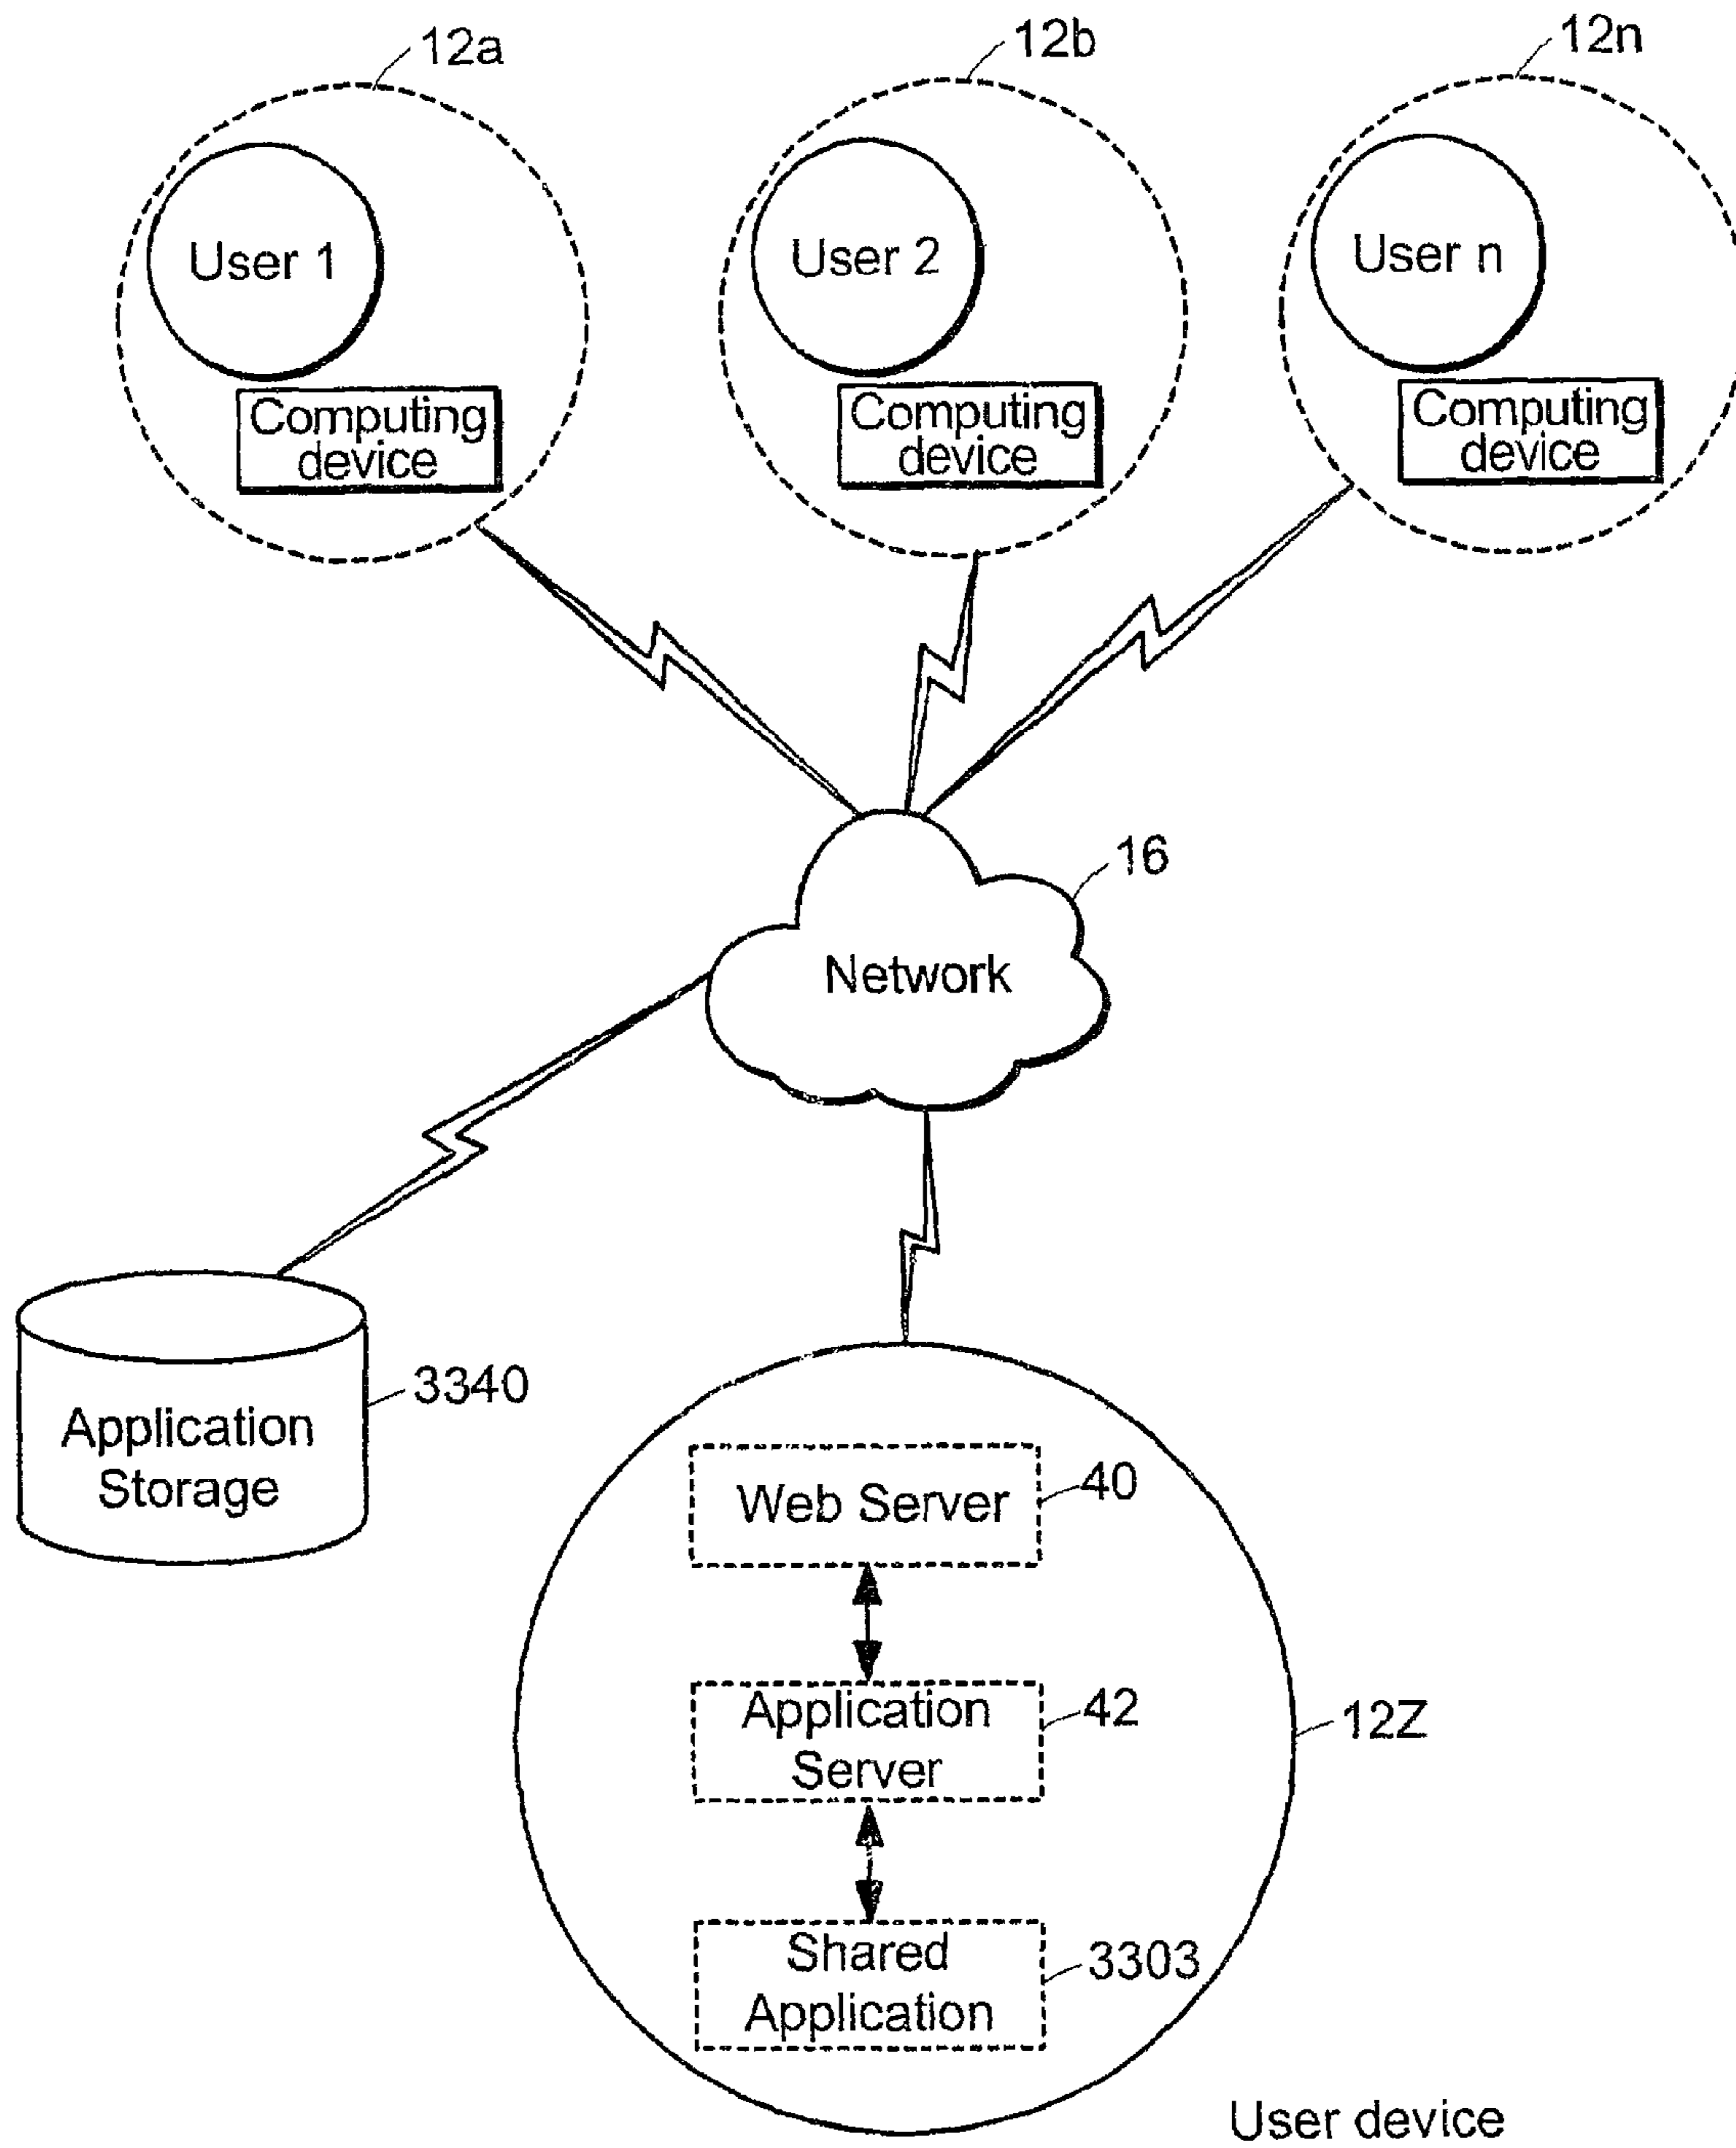 12a
12b
12n
User 1
User 2
User n
Computing
device
Computing
device
Computing
device
16
Network
3340
Application
Storage
Web Server
40
Application
Server
42
12Z
Shared
Application
3303
User device